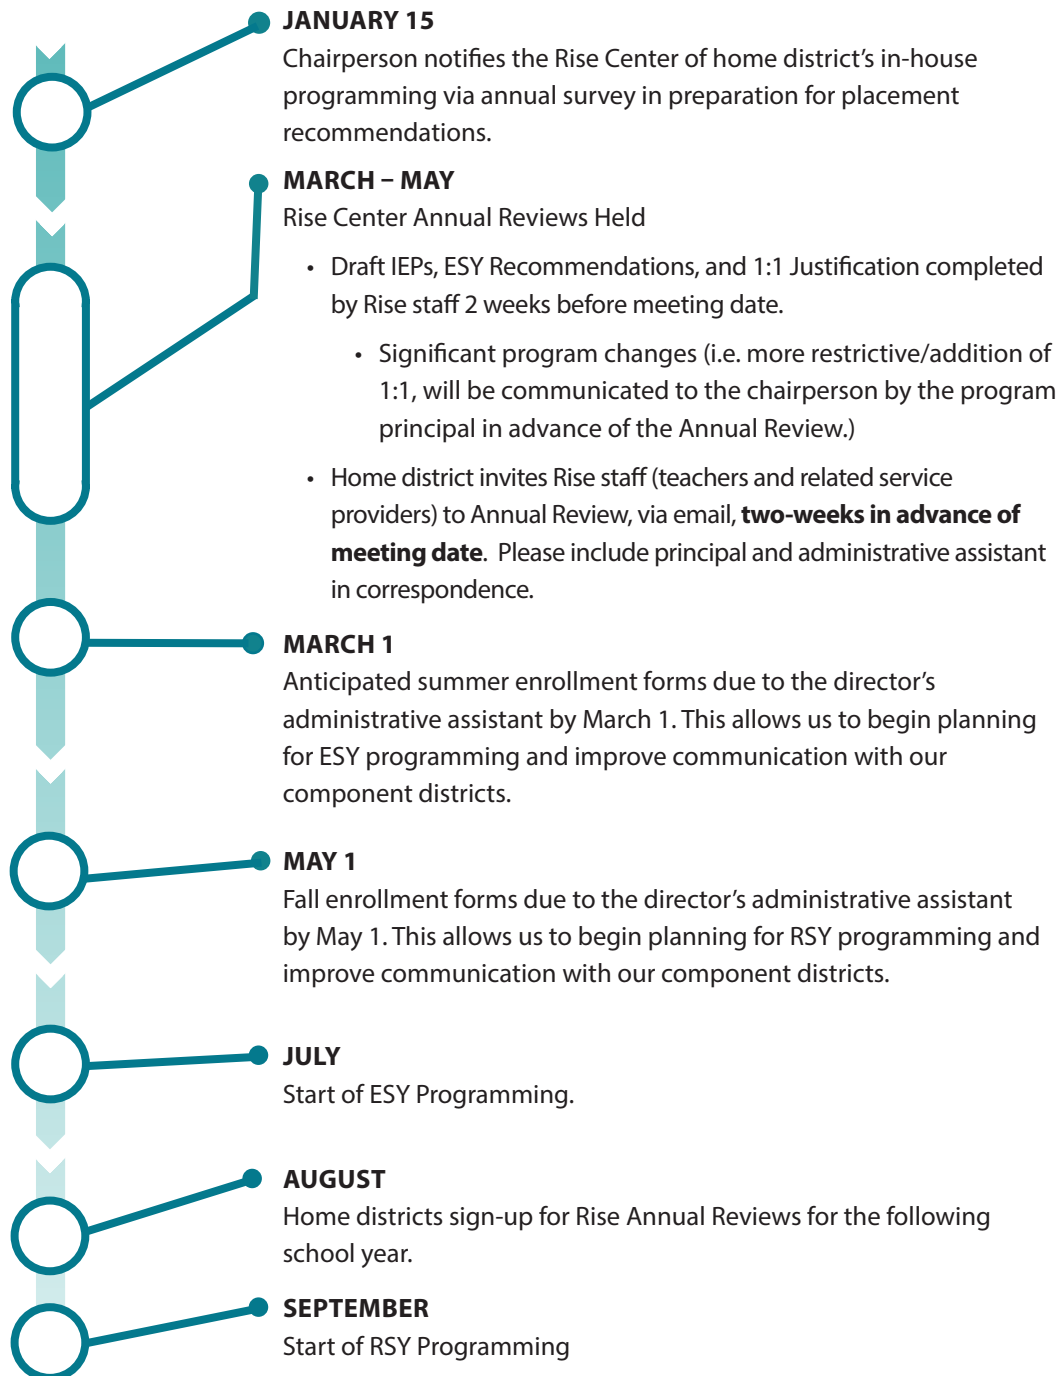 JANUARY 15
Chairperson notifies the Rise Center of home district's in-house
programming via annual survey in preparation for placement
recommendations.
MARCH – MAY
Rise Center Annual Reviews Held
• Draft IEPs, ESY Recommendations, and 1:1 Justification completed
by Rise staff 2 weeks before meeting date.
• Significant program changes (i.e. more restrictive/addition of
1:1, will be communicated to the chairperson by the program
principal in advance of the Annual Review.)
• Home district invites Rise staff (teachers and related service
providers) to Annual Review, via email, two-weeks in advance of
meeting date. Please include principal and administrative assistant
in correspondence.
MARCH 1
Anticipated summer enrollment forms due to the director's
administrative assistant by March 1. This allows us to begin planning
for ESY programming and improve communication with our
component districts.
MAY 1
Fall enrollment forms due to the director's administrative assistant
by May 1. This allows us to begin planning for RSY programming and
improve communication with our component districts.
JULY
Start of ESY Programming.
AUGUST
Home districts sign-up for Rise Annual Reviews for the following
school year.
SEPTEMBER
Start of RSY Programming